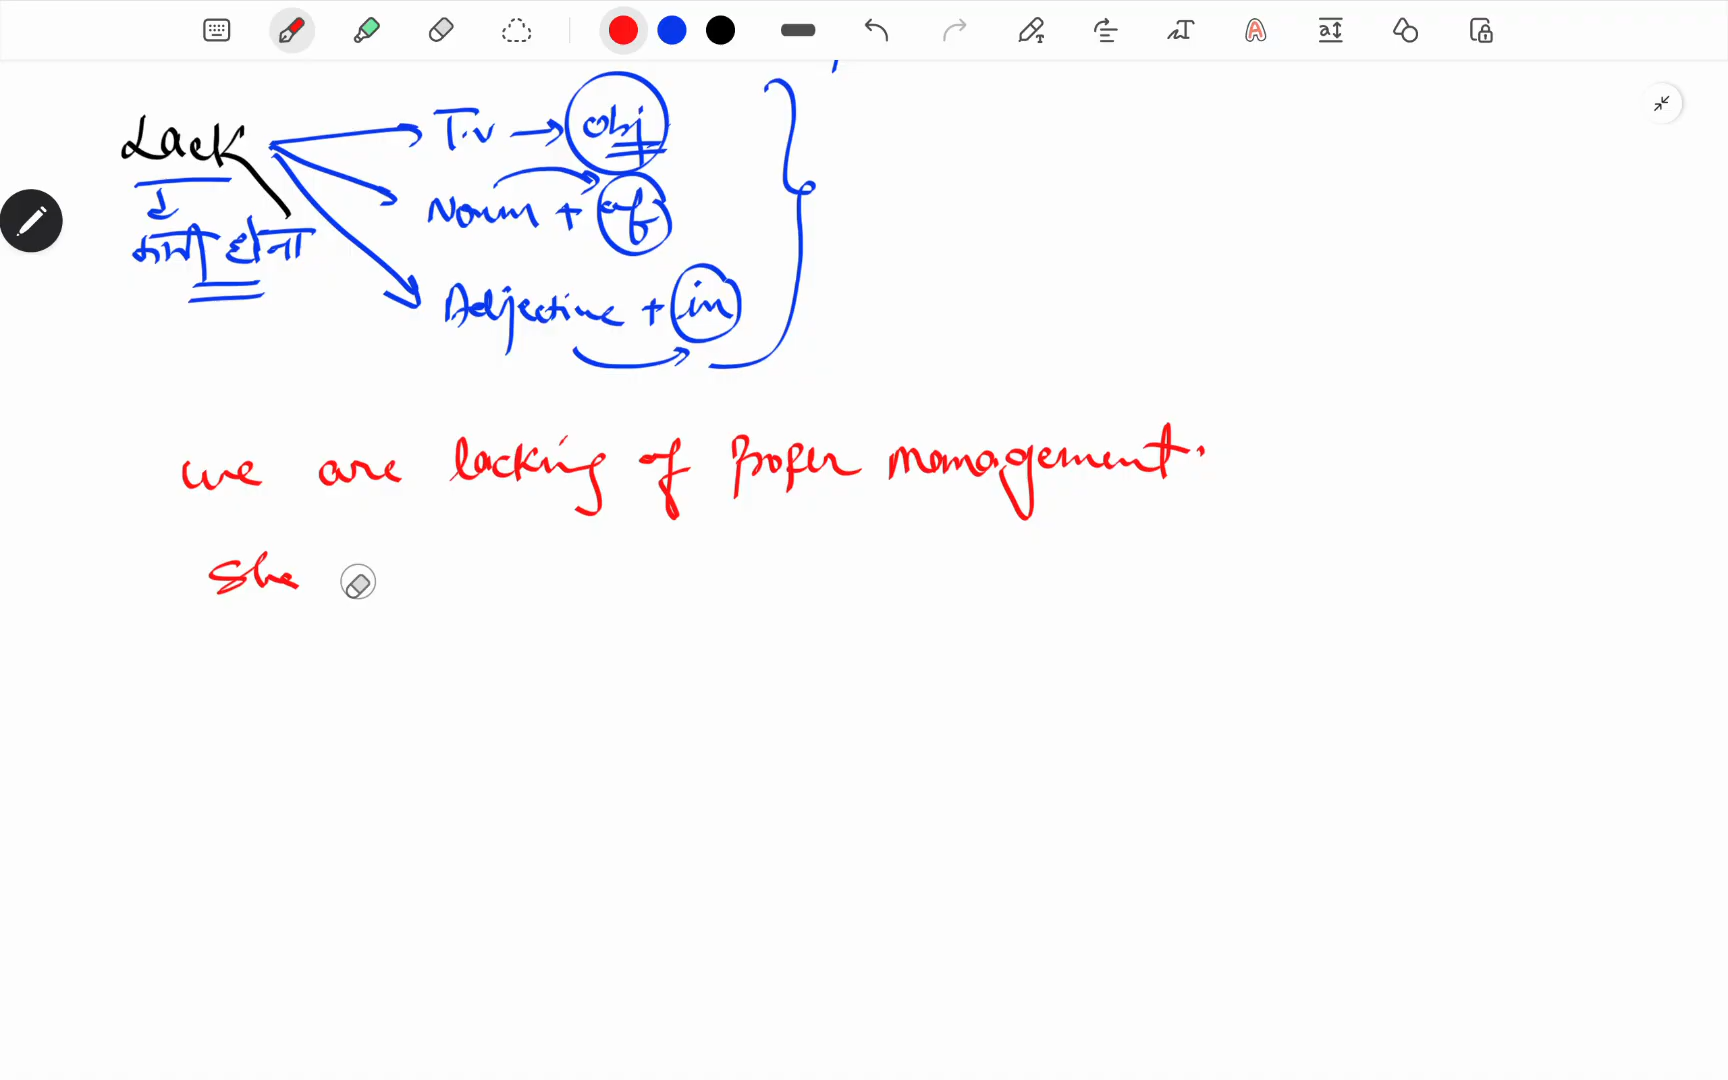 Lack T.V → obj
Noun + of
कमी होना
Adjective + in
we are lacking of Proper management.
She